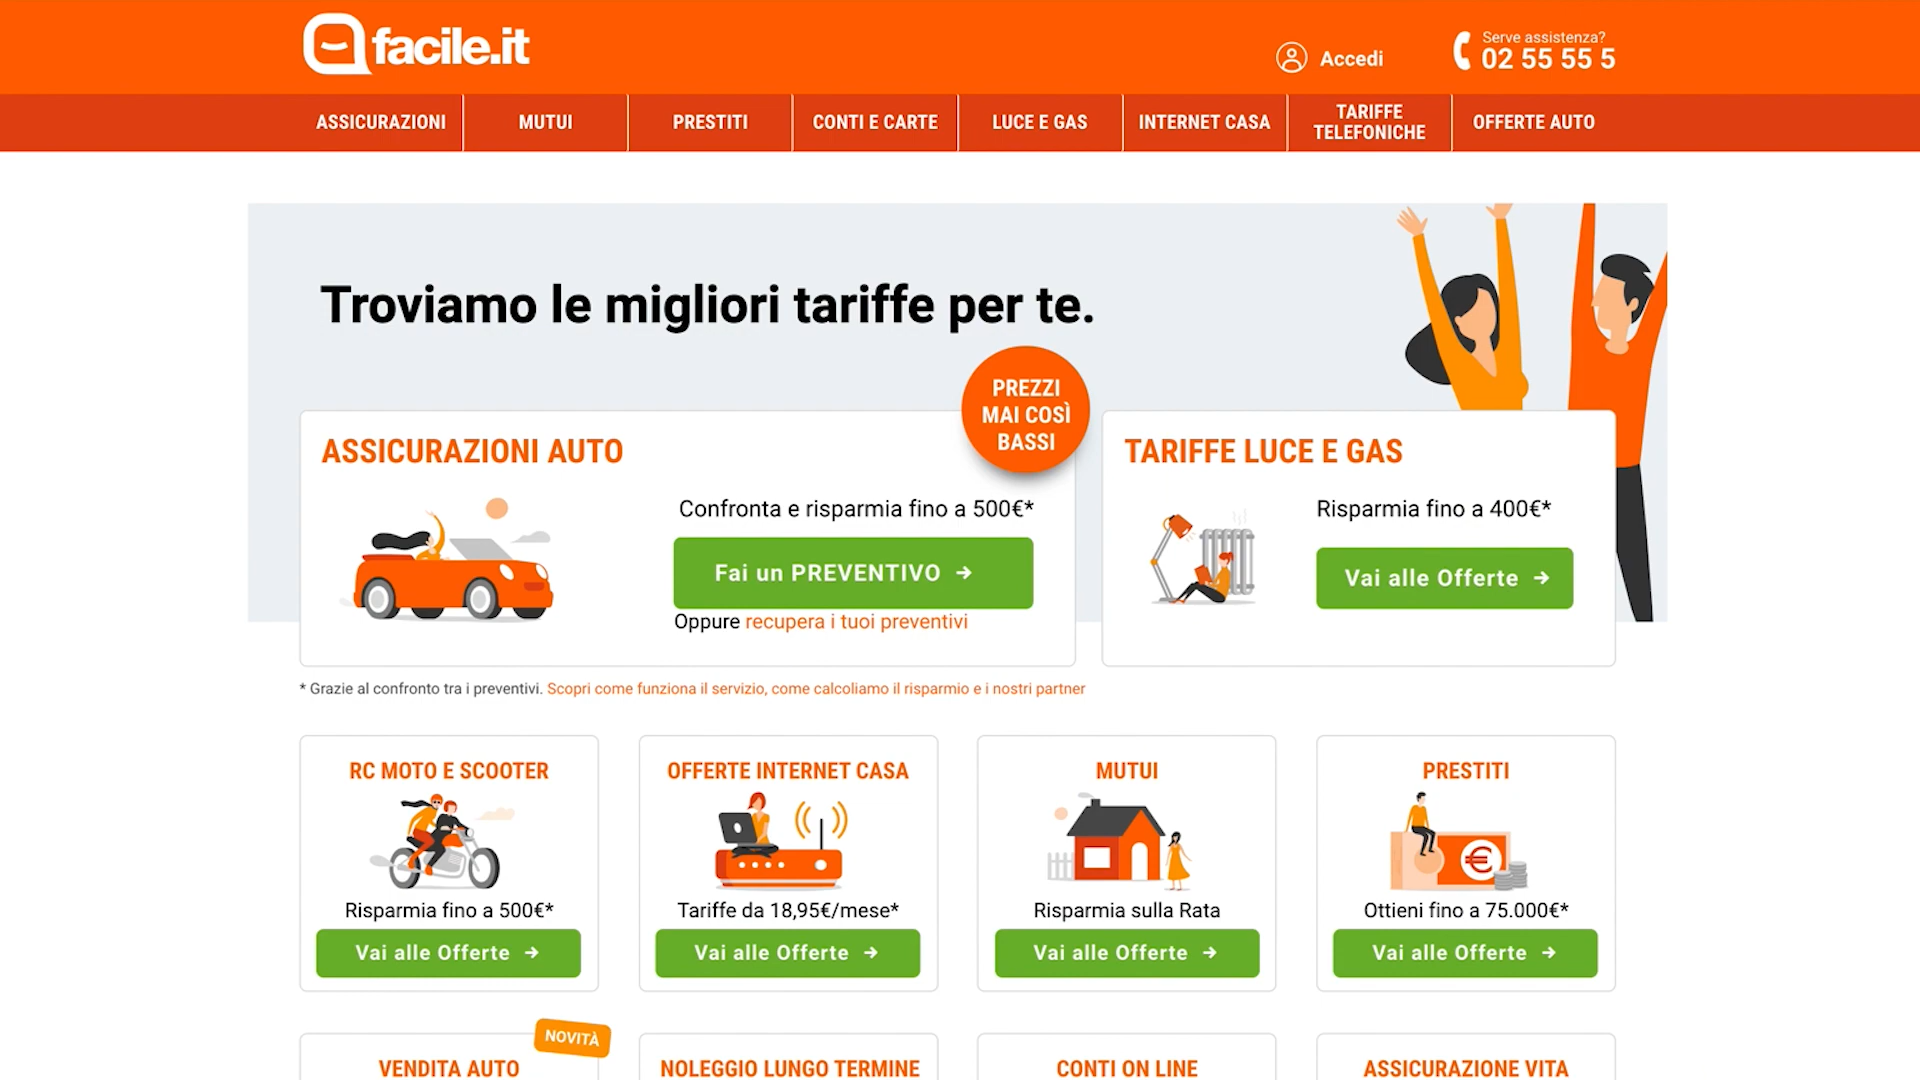 facile.it
Accedi
Serve assistenza?
02 55 55 5
ASSICURAZIONI
MUTUI
PRESTITI
CONTI E CARTE
LUCE E GAS
INTERNET CASA
TARIFFE
TELEFONICHE
OFFERTE AUTO
Troviamo le migliori tariffe per te.
PREZZI
MAI COSÌ
BASSI
ASSICURAZIONI AUTO
Confronta e risparmia fino a 500€*
Fai un PREVENTIVO →
Oppure recupera i tuoi preventivi
TARIFFE LUCE E GAS
Risparmia fino a 400€*
Vai alle Offerte →
* Grazie al confronto tra i preventivi. Scopri come funziona il servizio, come calcoliamo il risparmio e i nostri partner
RC MOTO E SCOOTER
Risparmia fino a 500€*
Vai alle Offerte →
OFFERTE INTERNET CASA
Tariffe da 18,95€/mese*
Vai alle Offerte →
MUTUI
Risparmia sulla Rata
Vai alle Offerte →
PRESTITI
€
Ottieni fino a 75.000€*
Vai alle Offerte →
NOVITÀ
VENDITA AUTO
NOLEGGIO LUNGO TERMINE
CONTI ON LINE
ASSICURAZIONE VITA